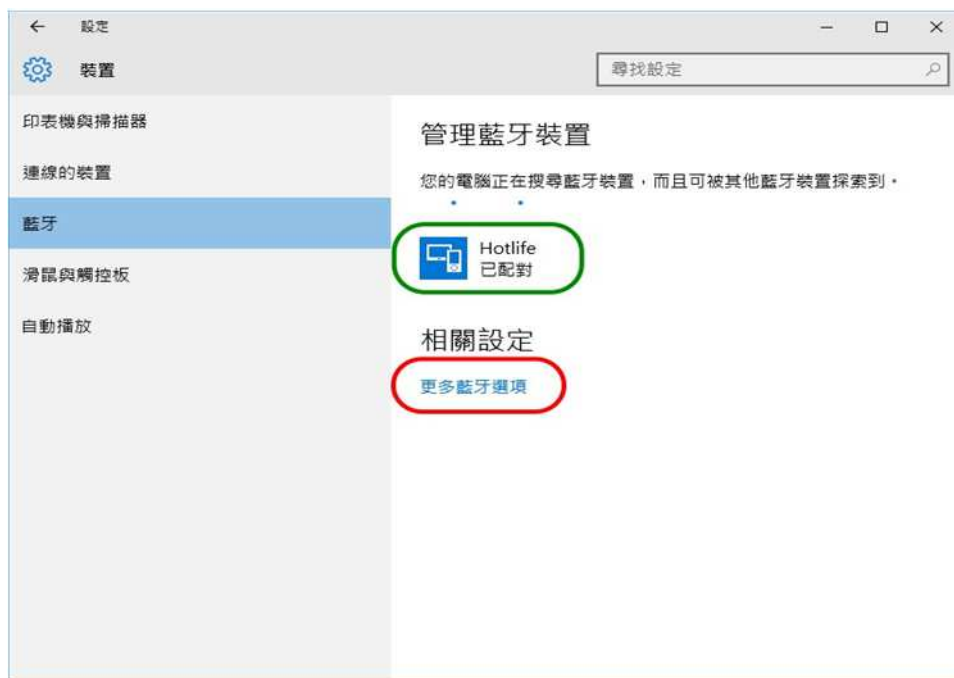 設定
裝置
尋找設定
印表機與掃描器
連線的裝置
藍牙
滑鼠與觸控板
自動播放
管理藍牙裝置
您的電腦正在搜尋藍牙裝置，而且可被其他藍牙裝置探索到。
Hotlife
已配對
相關設定
更多藍牙選項